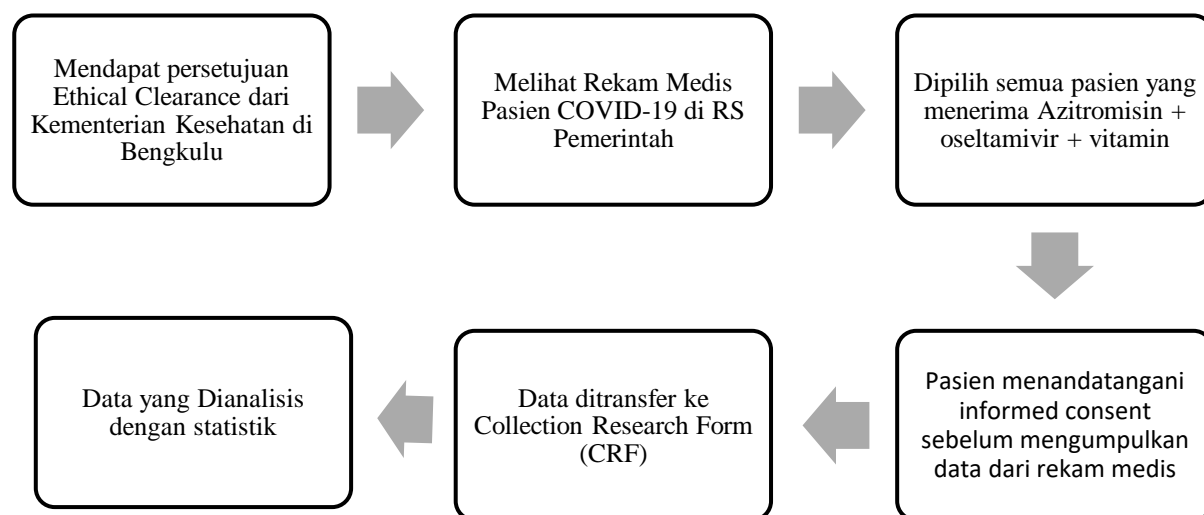 Mendapat persetujuan
Ethical Clearance dari
Kementerian Kesehatan di
Bengkulu
Melihat Rekam Medis
Pasien COVID-19 di RS
Pemerintah
Dipilih semua pasien yang
menerima Azitromisin +
oseltamivir + vitamin
Pasien menandatangani
informed consent
sebelum mengumpulkan
data dari rekam medis
Data ditransfer ke
Collection Research Form
(CRF)
Data yang Dianalisis
dengan statistik